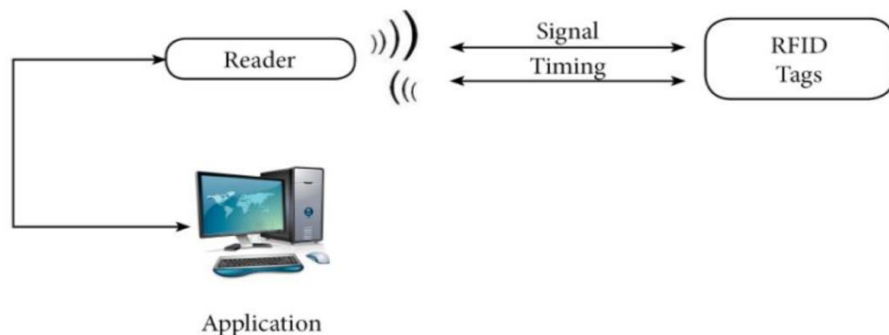 Reader
Signal
Timing
RFID
Tags
Application